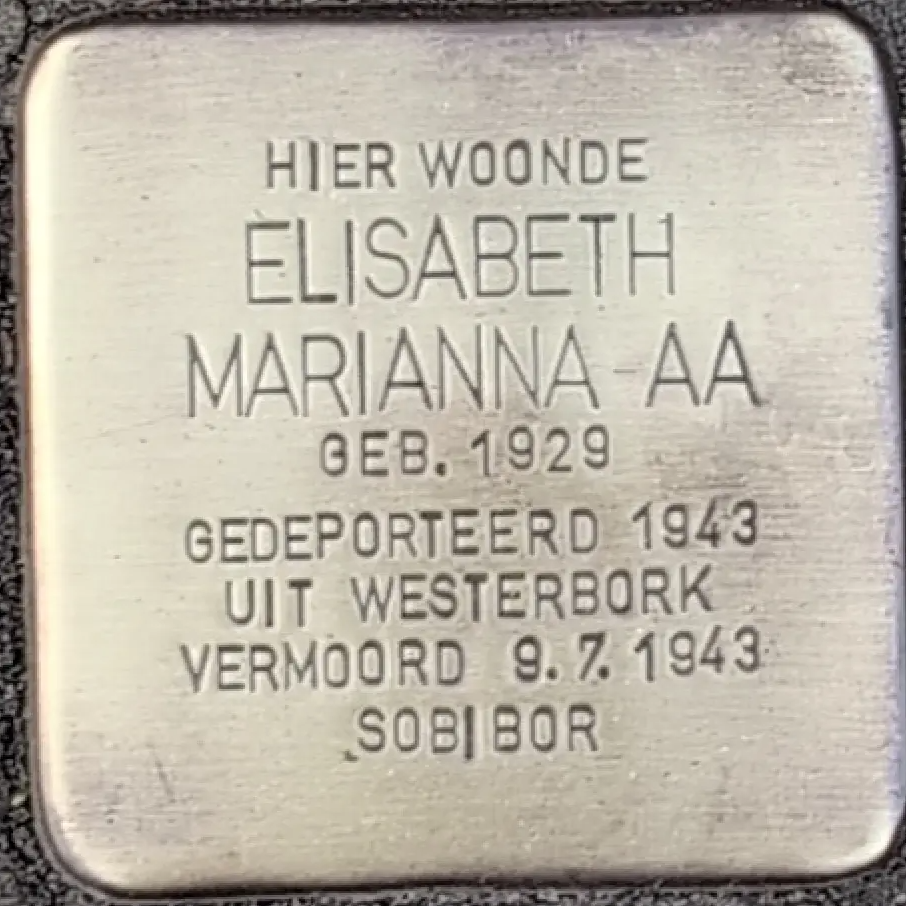 HIER WOONDE
ELISABETH
MARIANNA AA
GEB. 1929
GEDEPORTEERD 1943
UIT WESTERBORK
VERMOORD 9.7.1943
SOBIBOR